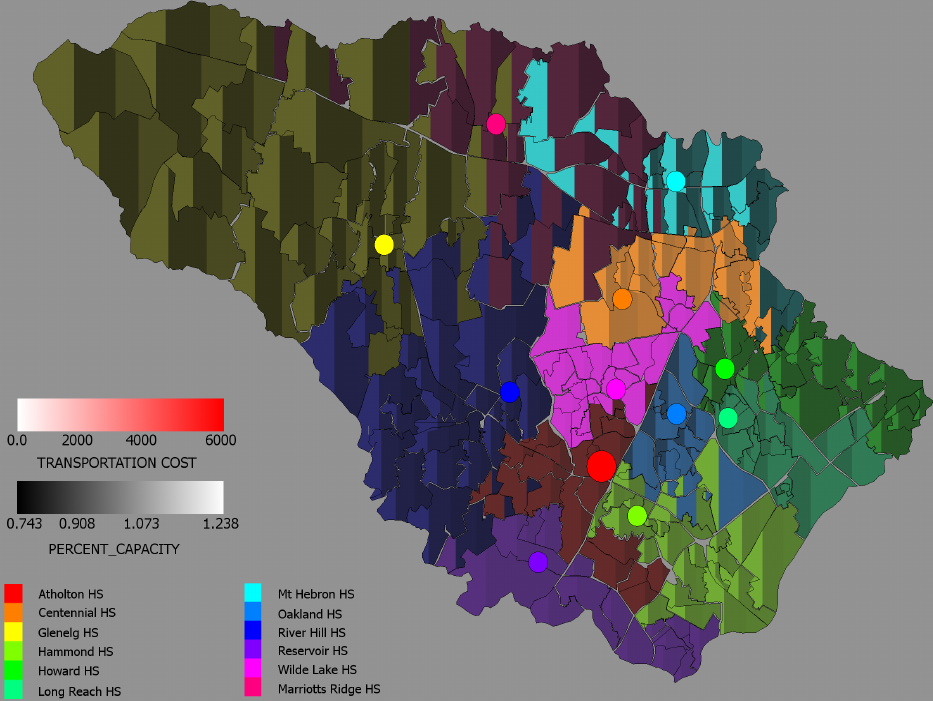 0.0 2000 4000 6000
TRANSPORTATION COST
0.743 0.908 1.073 1.238
PERCENT_CAPACITY
Atholton HS
Centennial HS
Glenelg HS
Hammond HS
Howard HS
Long Reach HS
Mt Hebron HS
Oakland HS
River Hill HS
Reservoir HS
Wilde Lake HS
Marriotts Ridge HS